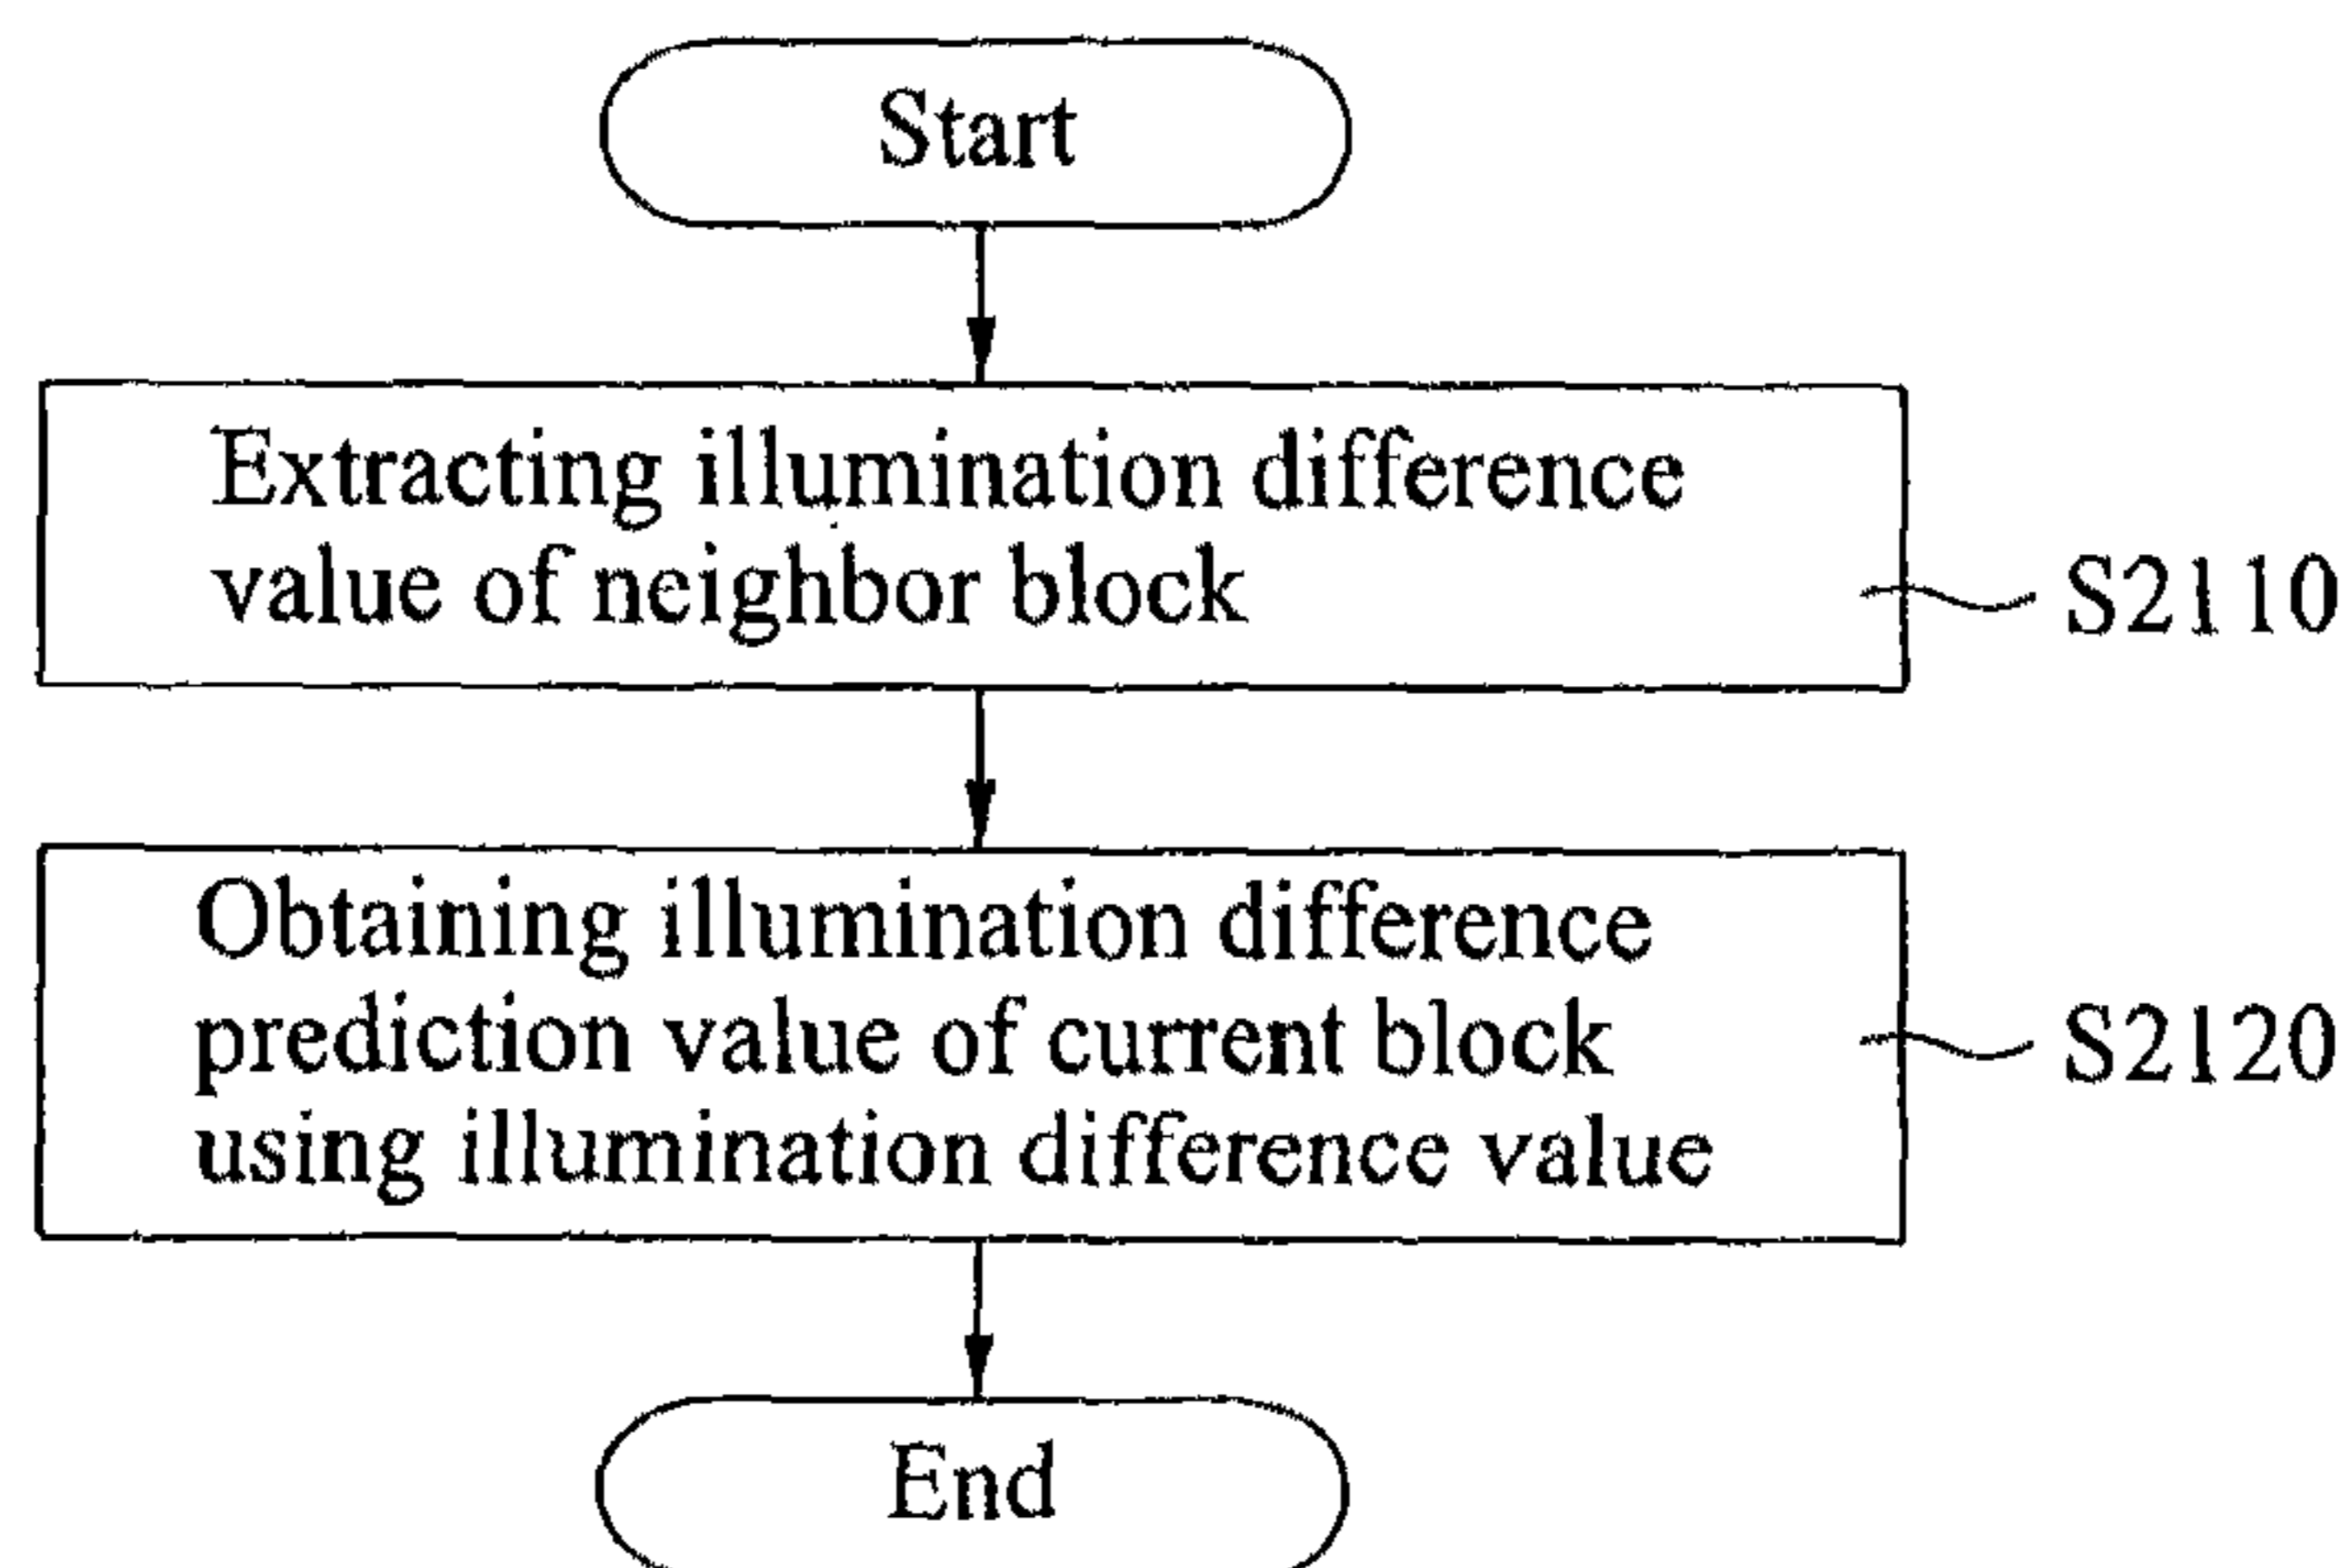 Start
Extracting illumination difference
value of neighbor block
S2110
Obtaining illumination difference
prediction value of current block
using illumination difference value
S2120
End